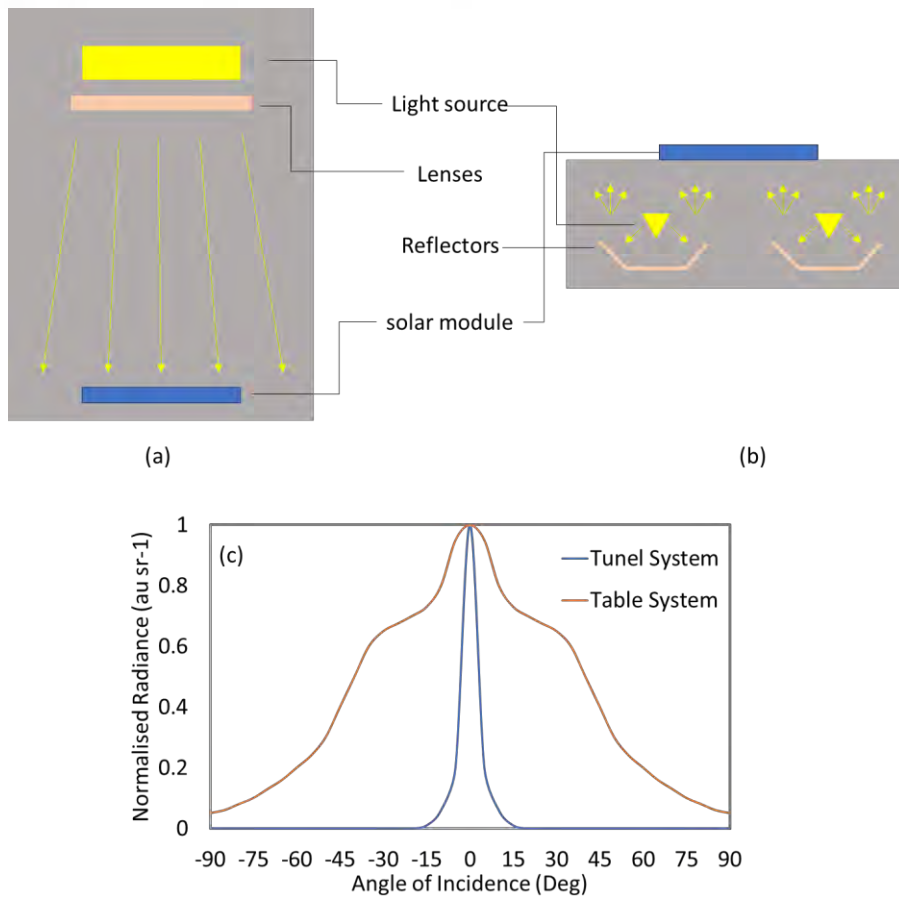 Light source
Lenses
Reflectors
solar module
(a)
(b)
(c)
Tunel System
Table System
Normalised Radiance (au sr-1)
1
0.8
0.6
0.4
0.2
0
-90 -75 -60 -45 -30 -15 0 15 30 45 60 75 90
Angle of Incidence (Deg)